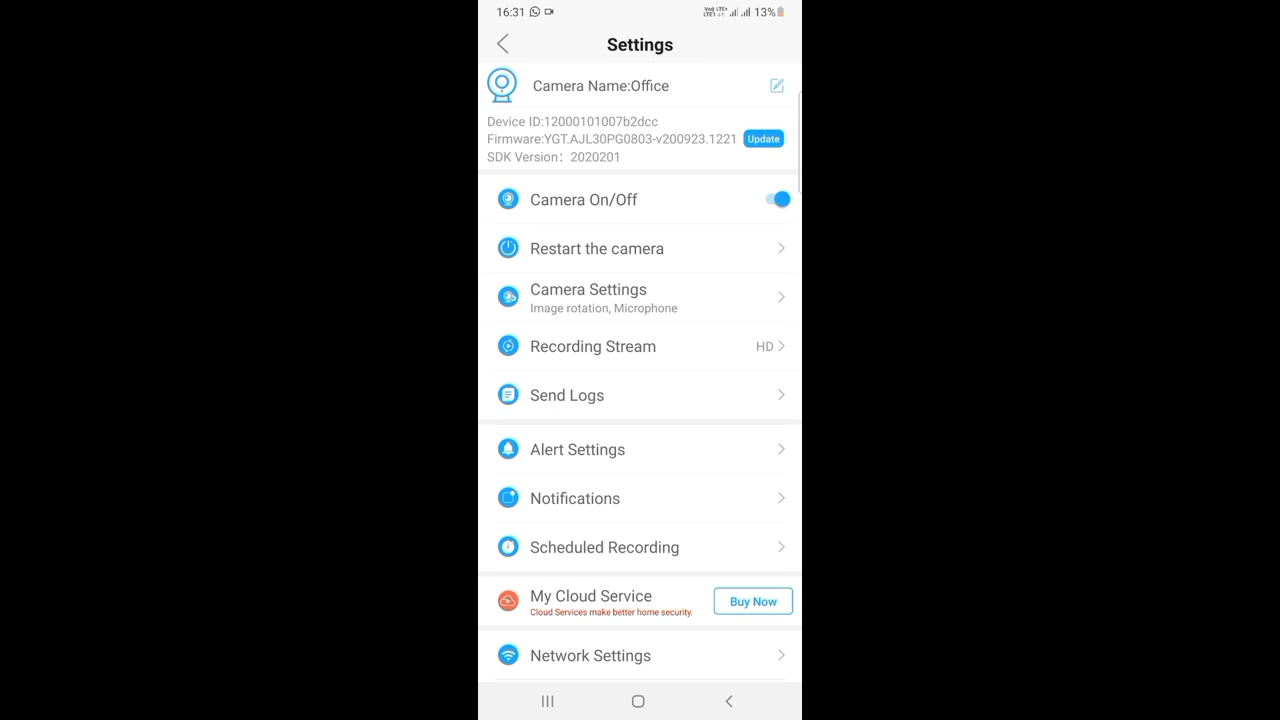 16:31
13%
Settings
Camera Name:Office
Device ID:12000101007b2dcc
Firmware:YGT.AJL30PG0803-v200923.1221
Update
SDK Version: 2020201
Camera On/Off
Restart the camera
Camera Settings
Image rotation, Microphone
Recording Stream
HD
Send Logs
Alert Settings
Notifications
Scheduled Recording
My Cloud Service
Cloud Services make better home security.
Buy Now
Network Settings